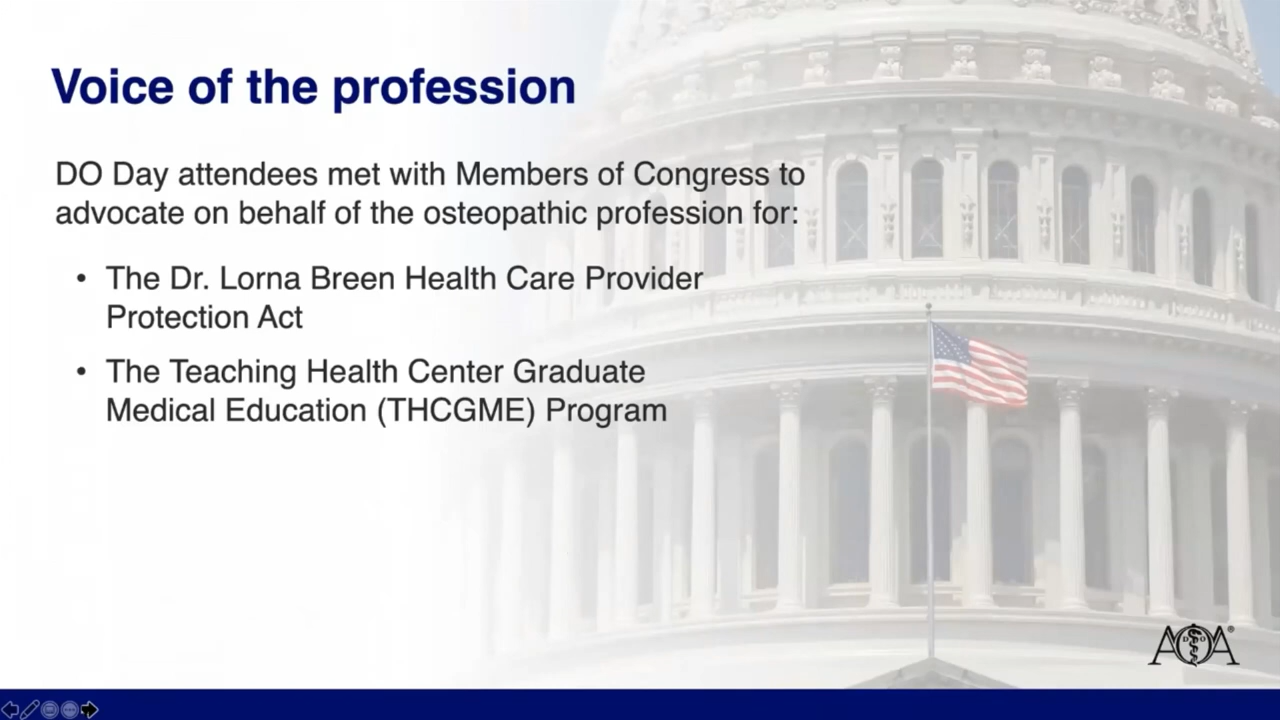 Voice of the profession
DO Day attendees met with Members of Congress to
advocate on behalf of the osteopathic profession for:
• The Dr. Lorna Breen Health Care Provider
Protection Act
• The Teaching Health Center Graduate
Medical Education (THCGME) Program
AOA®
DO